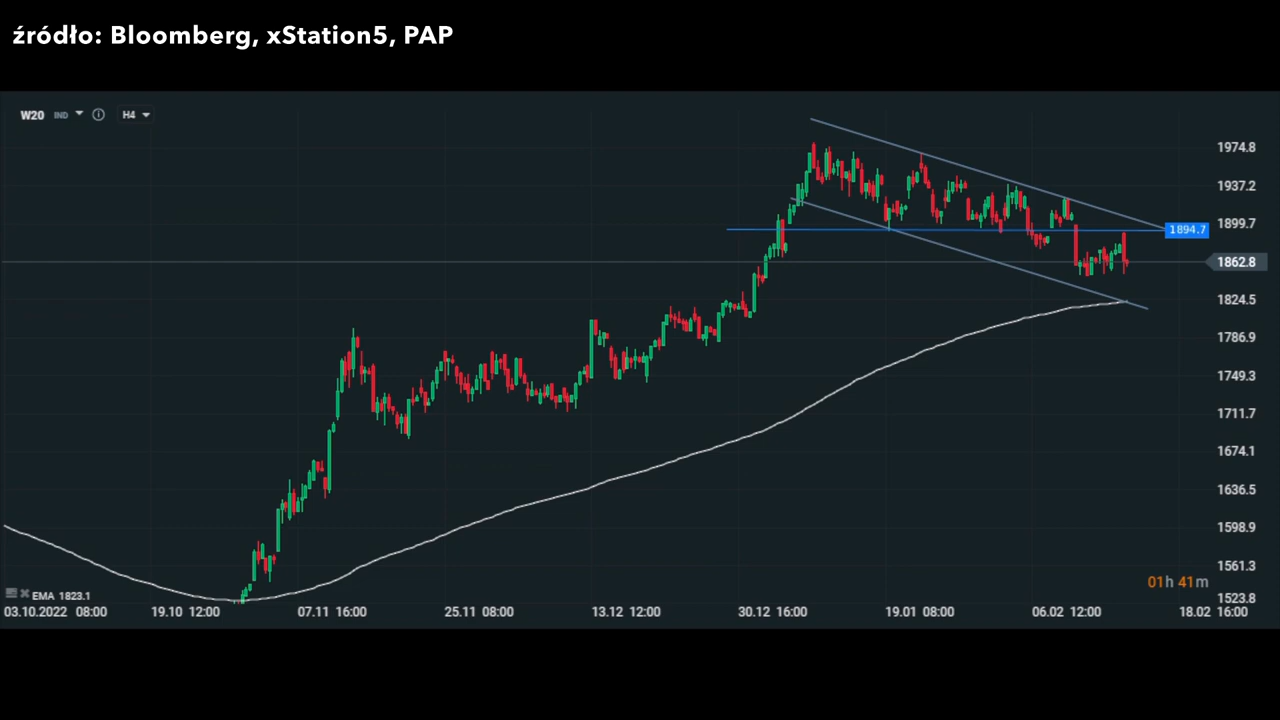 źródło: Bloomberg, xStation5, PAP
W20 IND H4
1974.8
1937.2
1899.7
1894.7
1862.8
1824.5
1786.9
1749.3
1711.7
1674.1
1636.5
1598.9
1561.3
1523.8
01h 41m
EMA 1823.1
03.10.2022 08:00 19.10 12:00 07.11 16:00 25.11 08:00 13.12 12:00 30.12 16:00 19.01 08:00 06.02 12:00 18.02 16:00